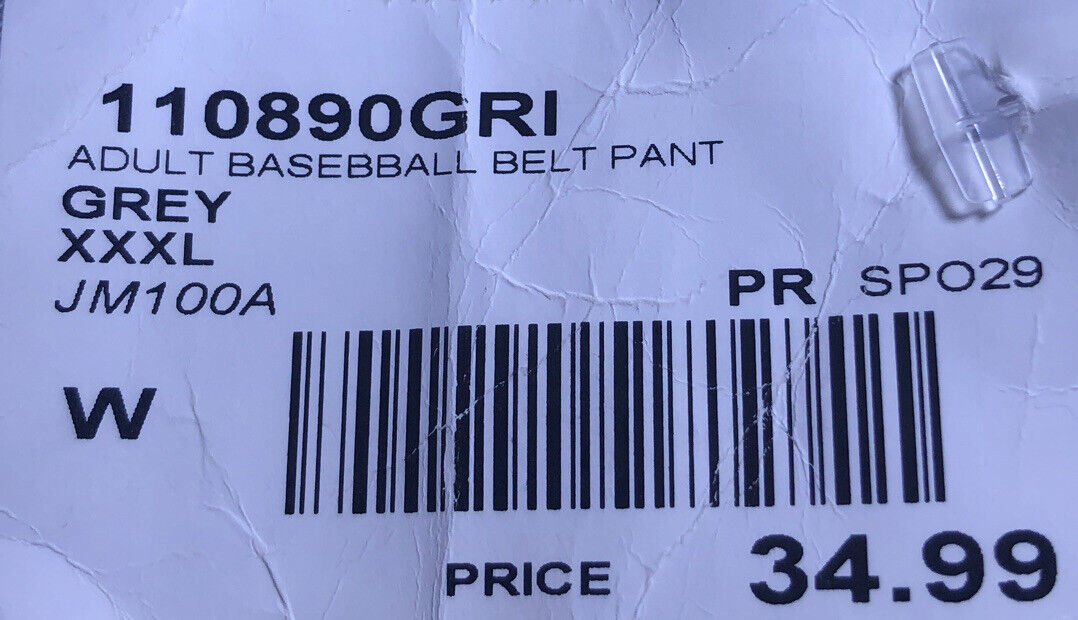 110890GRI
ADULT BASEBBALL BELT PANT
GREY
XXXL
JM100A
PR SPO29
W
PRICE 34.99